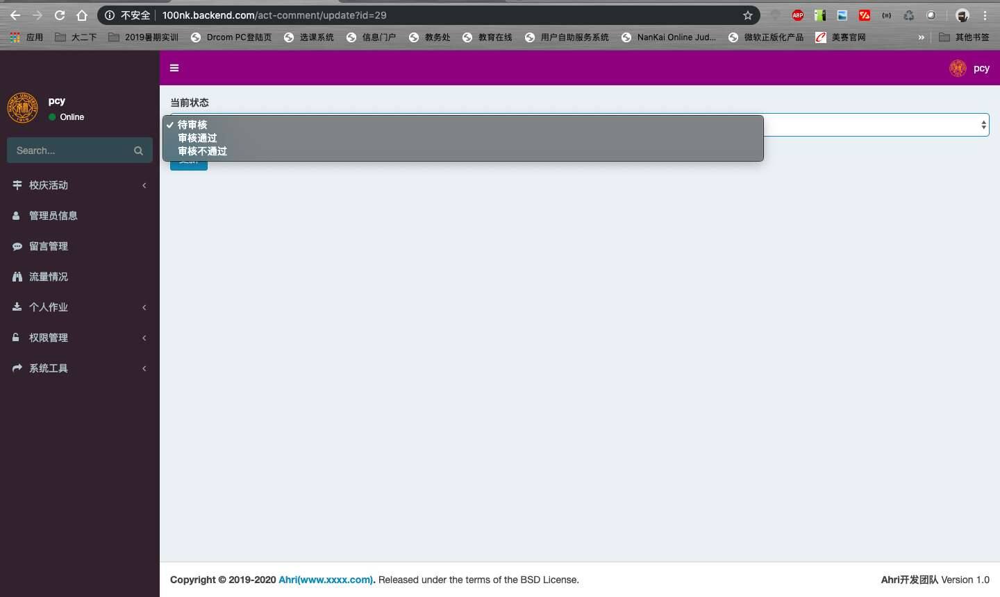 不安全 100nk.backend.com/act-comment/update?id=29
ABP
应用 大二下 2019暑期实训 Drcom PC登陆页 选课系统 信息门户 教务处 教育在线 用户自助服务系统 NanKai Online Jud... 微软正版化产品 美赛官网 » 其他书签
pcy
NANKAI UNIVERSITY
1919
pcy
Online
Search...
校庆活动
管理员信息
留言管理
流量情况
个人作业
权限管理
系统工具
当前状态
待审核
审核通过
审核不通过
更新
Copyright © 2019-2020 Ahri(www.xxxx.com). Released under the terms of the BSD License.
Ahri开发团队 Version 1.0